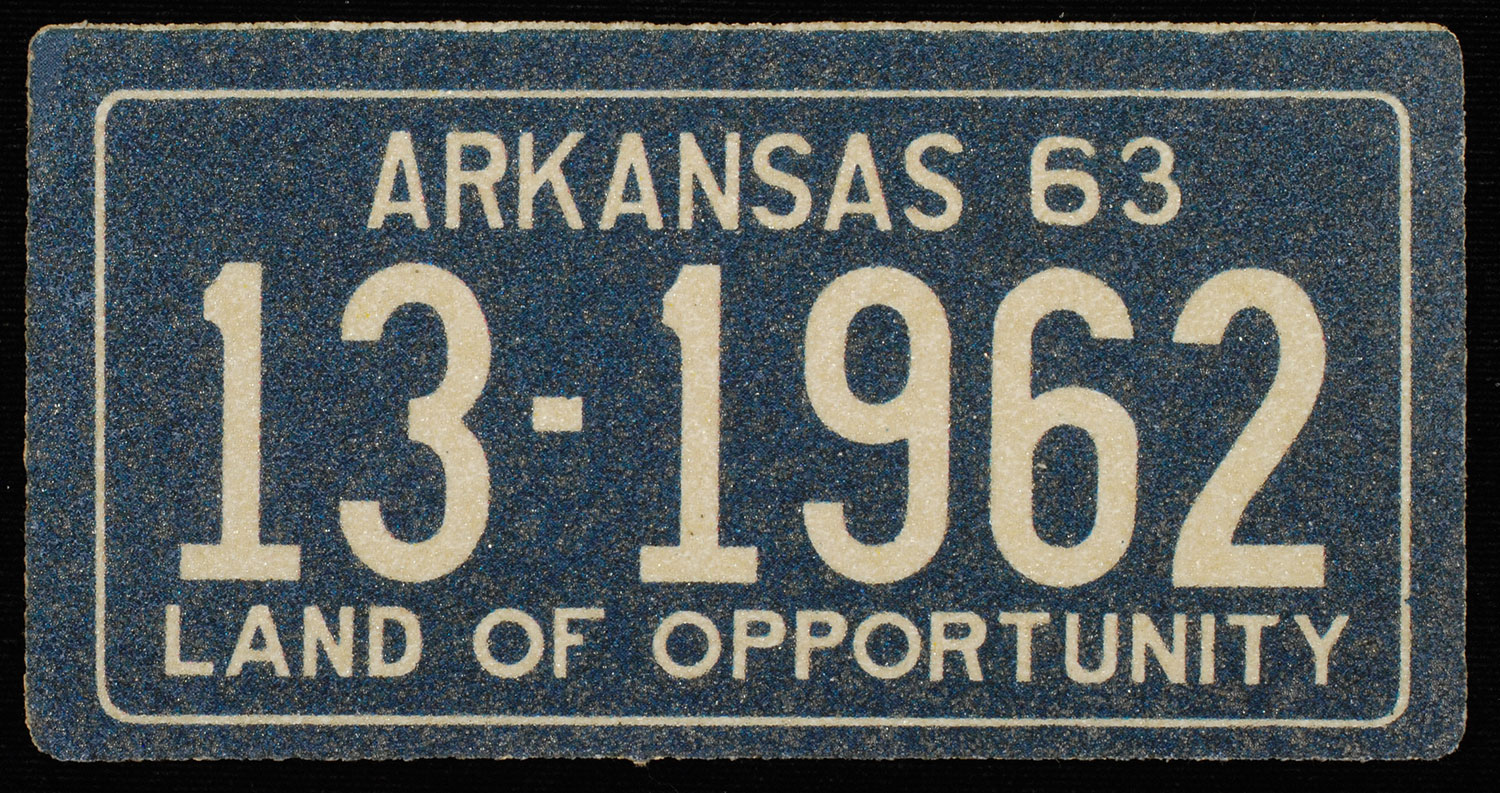 ARKANSAS 63
13-1962
LAND OF OPPORTUNITY